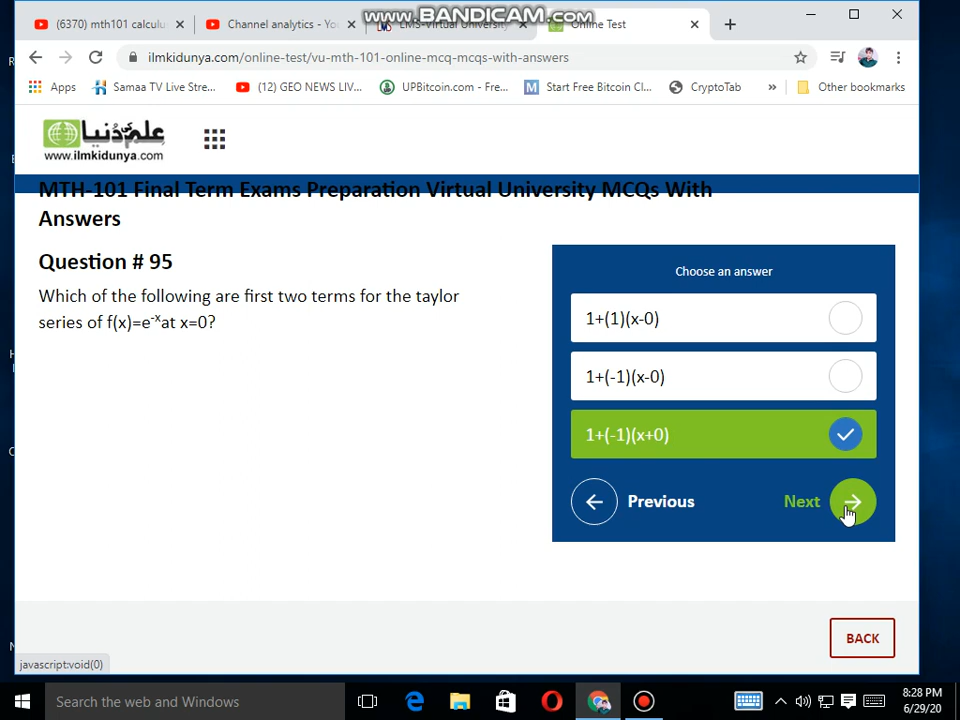 www.BANDICAM.com
(6370) mth101 calcul
Channel analytics - Yo
LMS-Virtual University
Online Test
ilmkidunya.com/online-test/vu-mth-101-online-mcq-mcqs-with-answers
Apps
Samaa TV Live Stre...
(12) GEO NEWS LIV...
UPBitcoin.com - Fre...
Start Free Bitcoin Cl...
CryptoTab
»
Other bookmarks
علم کی دنیا
www.ilmkidunya.com
MTH-101 Final Term Exams Preparation Virtual University MCQs With
Answers
Question # 95
Which of the following are first two terms for the taylor
series of f(x)=e⁻ˣat x=0?
Choose an answer
1+(1)(x-0)
1+(-1)(x-0)
1+(-1)(x+0)
Previous
Next
BACK
javascript:void(0)
Search the web and Windows
8:28 PM
6/29/20